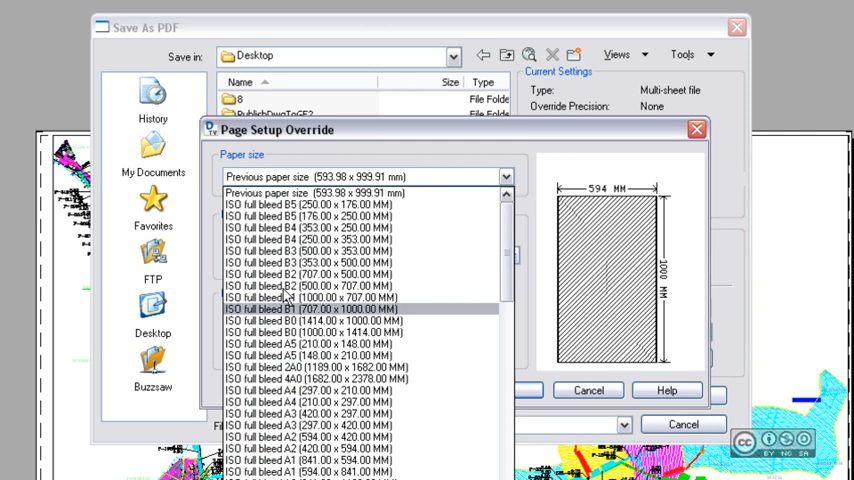 Save As PDF
Save in:
Desktop
Views
Tools
Name
Size
Type
8
File Folde
PublishDwgToGE2
File Folde
Current Settings
Type:
Multi-sheet file
Override Precision:
None
History
My Documents
Favorites
FTP
Desktop
Buzzsaw
Page Setup Override
Paper size
Previous paper size (593.98 x 999.91 mm)
Previous paper size (593.98 x 999.91 mm)
ISO full bleed B5 (250.00 x 176.00 MM)
ISO full bleed B5 (176.00 x 250.00 MM)
ISO full bleed B4 (353.00 x 250.00 MM)
ISO full bleed B4 (250.00 x 353.00 MM)
ISO full bleed B3 (500.00 x 353.00 MM)
ISO full bleed B3 (353.00 x 500.00 MM)
ISO full bleed B2 (707.00 x 500.00 MM)
ISO full bleed B2 (500.00 x 707.00 MM)
ISO full bleed B1 (1000.00 x 707.00 MM)
ISO full bleed B1 (707.00 x 1000.00 MM)
ISO full bleed B0 (1414.00 x 1000.00 MM)
ISO full bleed B0 (1000.00 x 1414.00 MM)
ISO full bleed A5 (210.00 x 148.00 MM)
ISO full bleed A5 (148.00 x 210.00 MM)
ISO full bleed 2A0 (1189.00 x 1682.00 MM)
ISO full bleed 4A0 (1682.00 x 2378.00 MM)
ISO full bleed A4 (297.00 x 210.00 MM)
ISO full bleed A4 (210.00 x 297.00 MM)
ISO full bleed A3 (420.00 x 297.00 MM)
ISO full bleed A3 (297.00 x 420.00 MM)
ISO full bleed A2 (594.00 x 420.00 MM)
ISO full bleed A2 (420.00 x 594.00 MM)
ISO full bleed A1 (841.00 x 594.00 MM)
ISO full bleed A1 (594.00 x 841.00 MM)
594 MM
1000 MM
Cancel
Help
Cancel
cc
BY NC SA